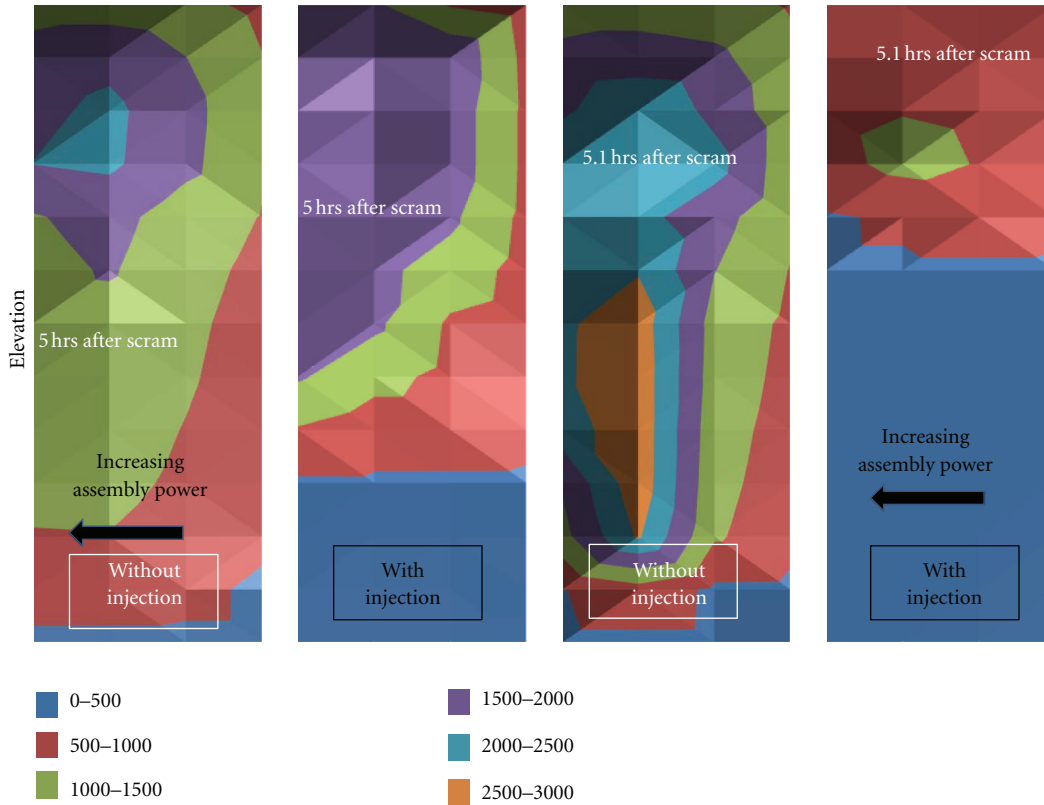 Elevation
5 hrs after scram
Increasing
assembly power
Without
injection
5 hrs after scram
With
injection
5.1 hrs after scram
Without
injection
5.1 hrs after scram
Increasing
assembly power
With
injection
0–500
500–1000
1000–1500
1500–2000
2000–2500
2500–3000